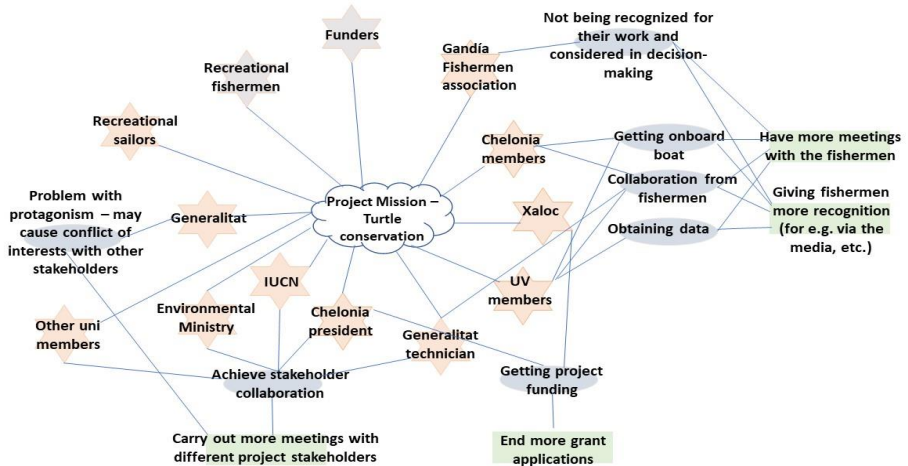 Funders
Not being recognized for
their work and
considered in decision-
making
Gandía
Fishermen
association
Recreational
fishermen
Recreational
sailors
Chelonia
members
Getting onboard
boat
Have more meetings
with the fishermen
Collaboration from
fishermen
Problem with
protagonism – may
cause conflict of
interests with other
stakeholders
Generalitat
Project Mission –
Turtle
conservation
Xaloc
Obtaining data
Giving fishermen
more recognition
(for e.g. via the
media, etc.)
IUCN
UV
members
Other uni
members
Environmental
Ministry
Chelonia
president
Generalitat
technician
Achieve stakeholder
collaboration
Getting project
funding
Carry out more meetings with
different project stakeholders
End more grant
applications